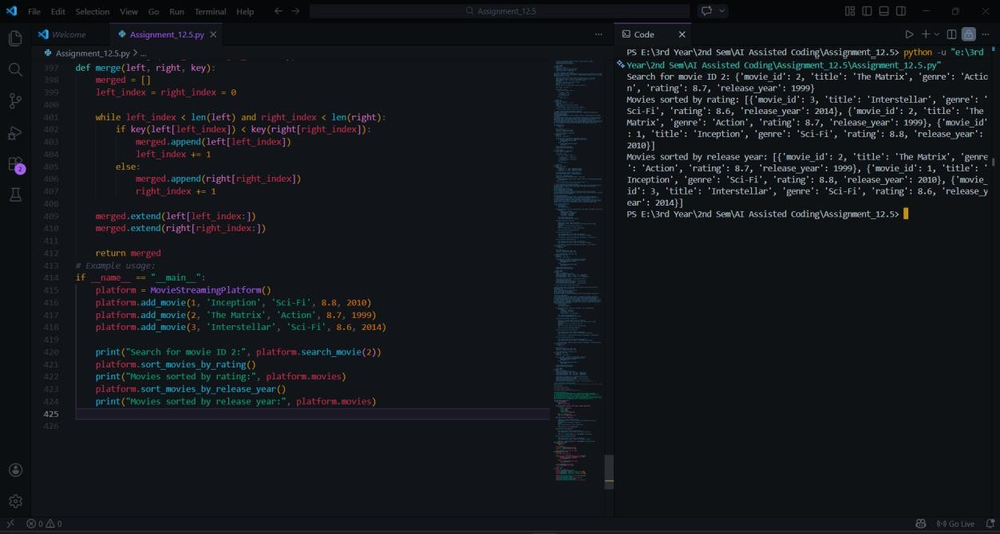 File Edit Selection View Go Run Terminal Help
Assignment_12.5
Welcome
Assignment_12.5.py
Assignment_12.5.py > ...
397 def merge(left, right, key):
398 merged = []
399 left_index = right_index = 0
400
401 while left_index < len(left) and right_index < len(right):
402 if key(left[left_index]) < key(right[right_index]):
403 merged.append(left[left_index])
404 left_index += 1
405 else:
406 merged.append(right[right_index])
407 right_index += 1
408
409 merged.extend(left[left_index:])
410 merged.extend(right[right_index:])
411
412 return merged
413 # Example usage:
414 if __name__ == "__main__":
415 platform = MovieStreamingPlatform()
416 platform.add_movie(1, 'Inception', 'Sci-Fi', 8.8, 2010)
417 platform.add_movie(2, 'The Matrix', 'Action', 8.7, 1999)
418 platform.add_movie(3, 'Interstellar', 'Sci-Fi', 8.6, 2014)
419
420 print("Search for movie ID 2:", platform.search_movie(2))
421 platform.sort_movies_by_rating()
422 print("Movies sorted by rating:", platform.movies)
423 platform.sort_movies_by_release_year()
424 print("Movies sorted by release year:", platform.movies)
425
426
Code
PS E:\3rd Year\2nd Sem\AI Assisted Coding\Assignment_12.5> python -u "e:\3rd
Year\2nd Sem\AI Assisted Coding\Assignment_12.5\Assignment_12.5.py"
Search for movie ID 2: {'movie_id': 2, 'title': 'The Matrix', 'genre': 'Actio
n', 'rating': 8.7, 'release_year': 1999}
Movies sorted by rating: [{'movie_id': 3, 'title': 'Interstellar', 'genre': '
Sci-Fi', 'rating': 8.6, 'release_year': 2014}, {'movie_id': 2, 'title': 'The 
Matrix', 'genre': 'Action', 'rating': 8.7, 'release_year': 1999}, {'movie_id'
: 1, 'title': 'Inception', 'genre': 'Sci-Fi', 'rating': 8.8, 'release_year': 
2010}]
Movies sorted by release year: [{'movie_id': 2, 'title': 'The Matrix', 'genre
': 'Action', 'rating': 8.7, 'release_year': 1999}, {'movie_id': 1, 'title': '
Inception', 'genre': 'Sci-Fi', 'rating': 8.8, 'release_year': 2010}, {'movie_
id': 3, 'title': 'Interstellar', 'genre': 'Sci-Fi', 'rating': 8.6, 'release_y
ear': 2014}]
PS E:\3rd Year\2nd Sem\AI Assisted Coding\Assignment_12.5>
2
0 0
Go Live